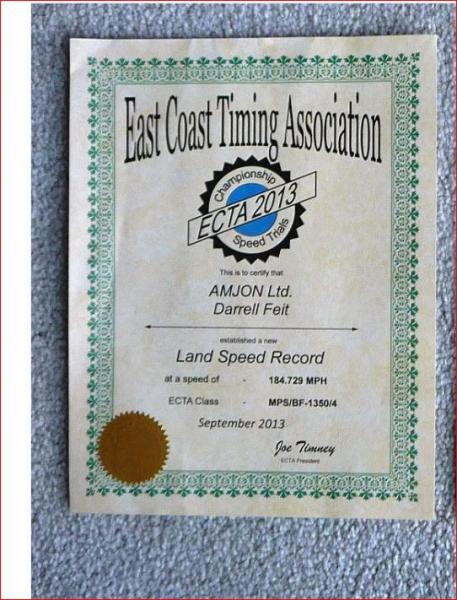 East Coast Timing Association
Championship
ECTA 2013
Speed Trials
This is to certify that
AMJON Ltd.
Darrell Feit
established a new
Land Speed Record
at a speed of - 184.729 MPH
ECTA Class - MPS/BF-1350/4
September 2013
Joe Timney
ECTA President